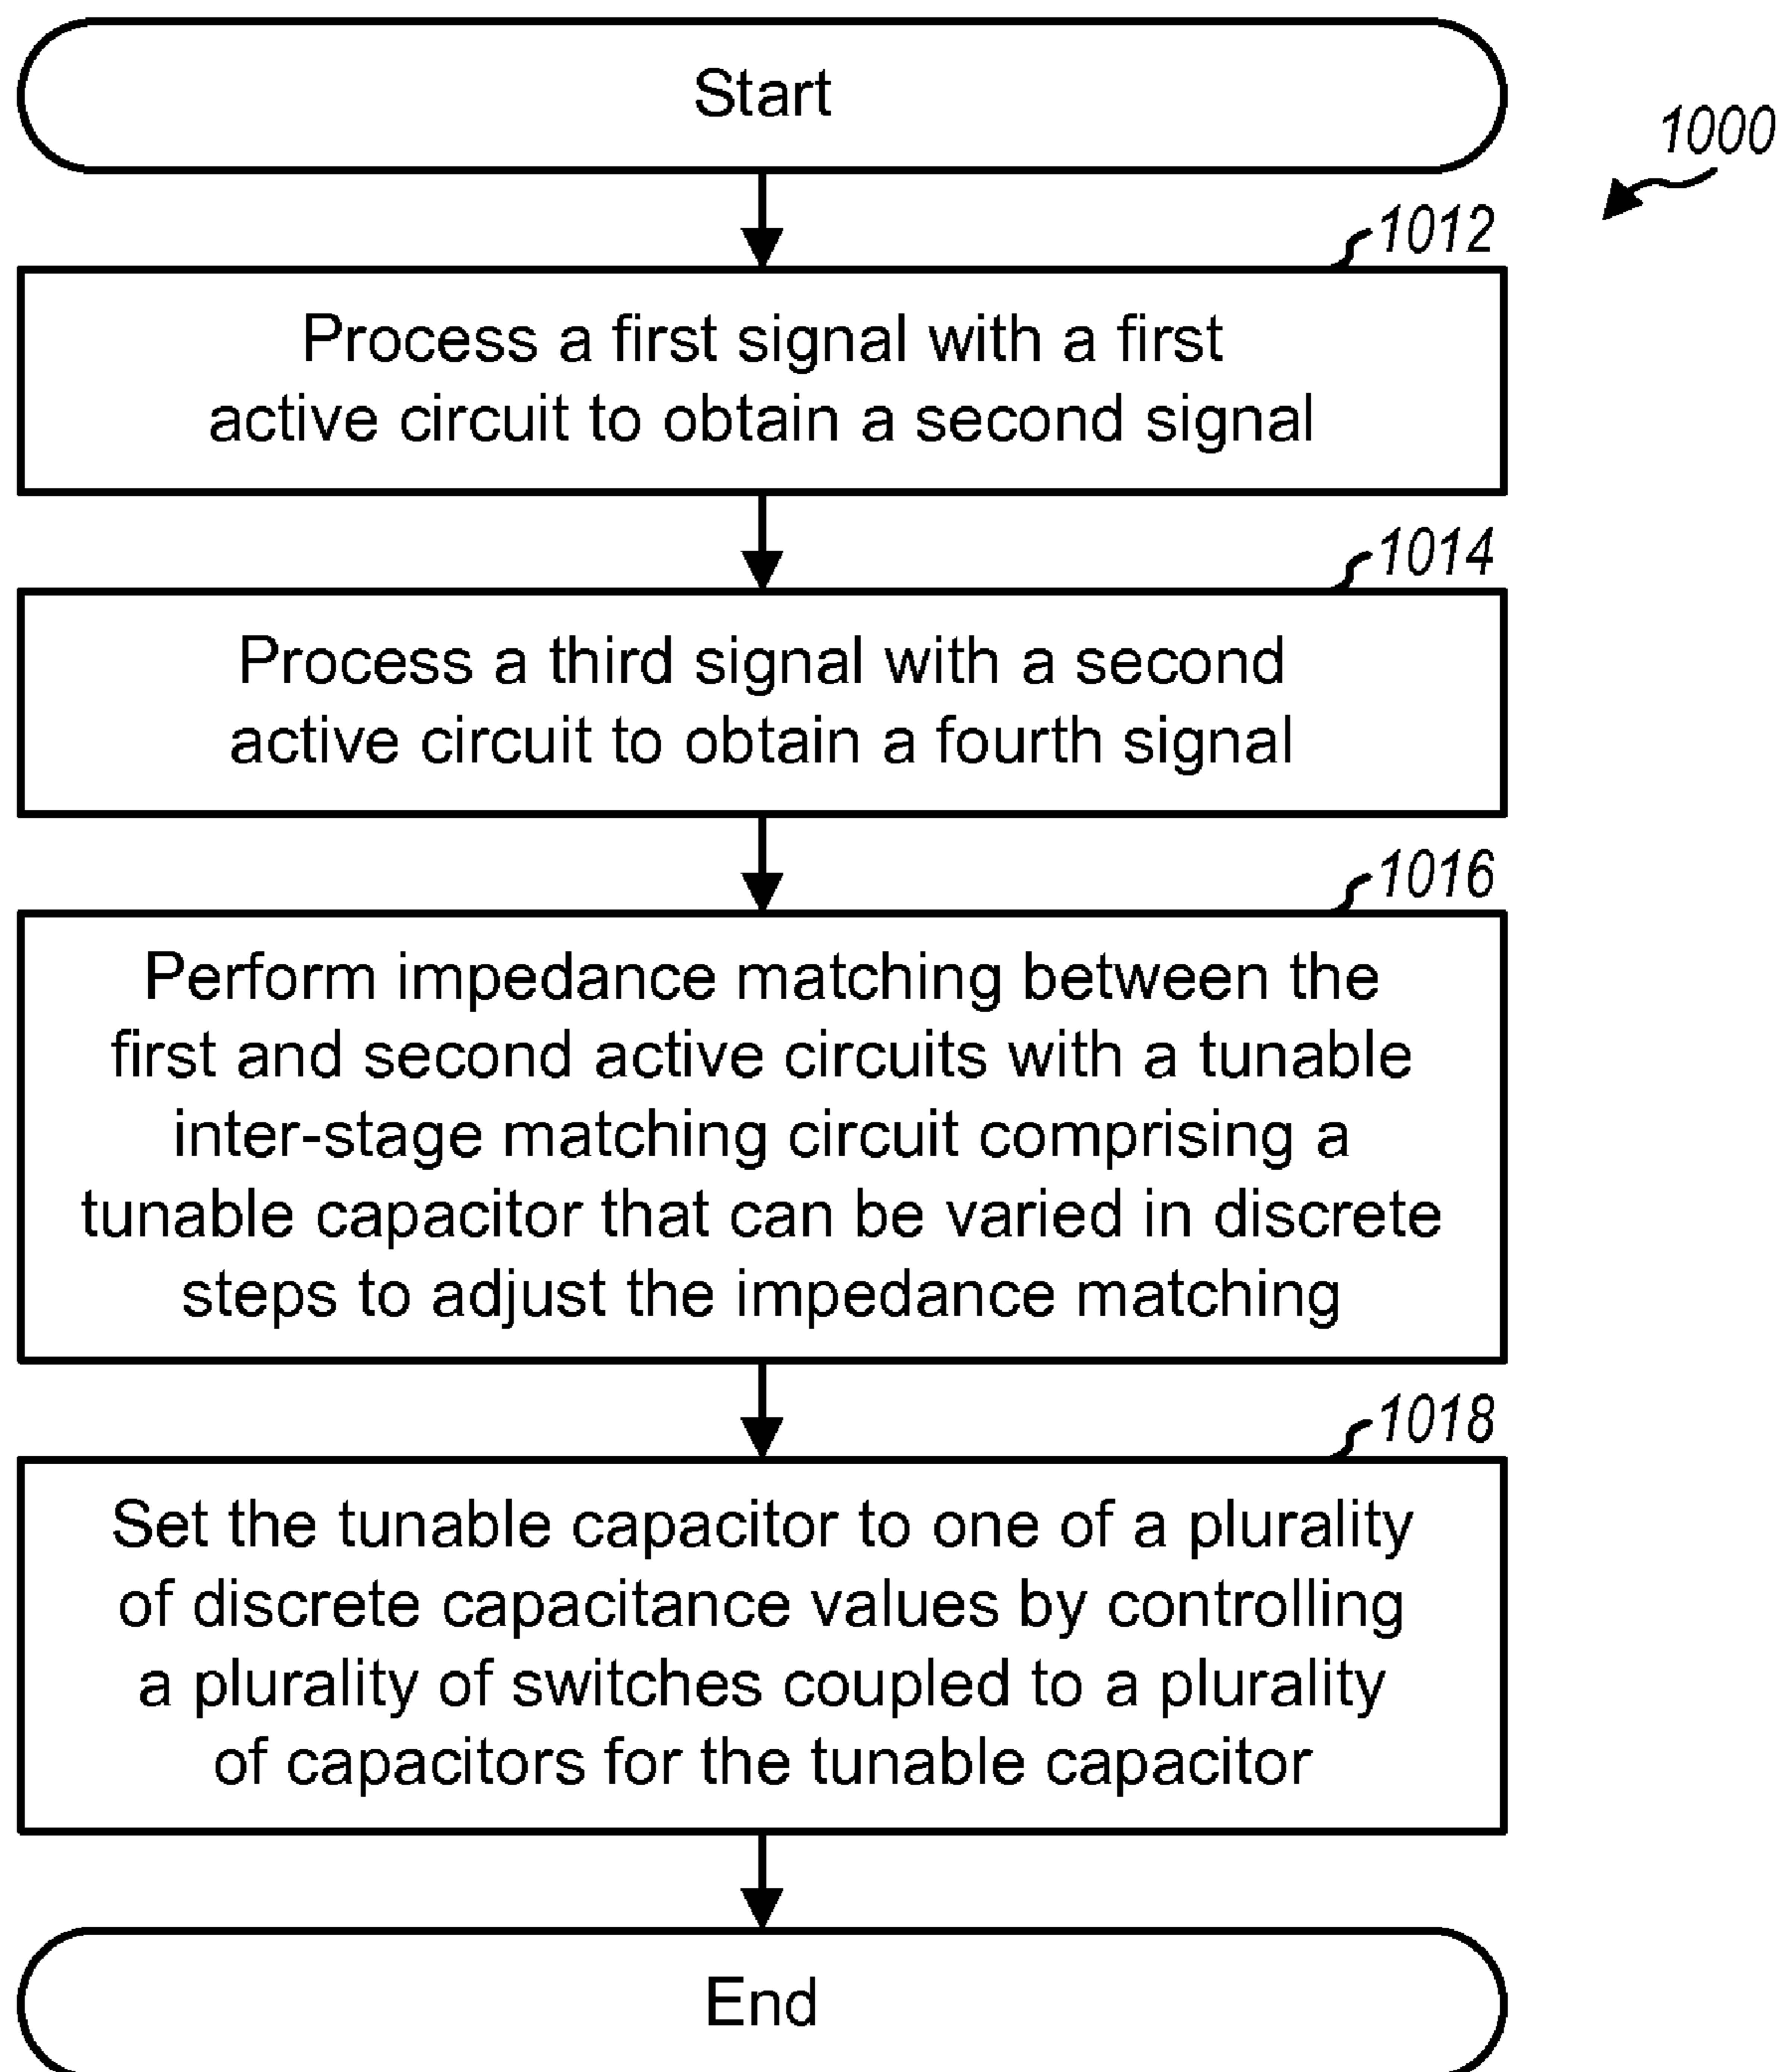 Start
1000
1012
Process a first signal with a first
active circuit to obtain a second signal
1014
Process a third signal with a second
active circuit to obtain a fourth signal
1016
Perform impedance matching between the
first and second active circuits with a tunable
inter-stage matching circuit comprising a
tunable capacitor that can be varied in discrete
steps to adjust the impedance matching
1018
Set the tunable capacitor to one of a plurality
of discrete capacitance values by controlling
a plurality of switches coupled to a plurality
of capacitors for the tunable capacitor
End